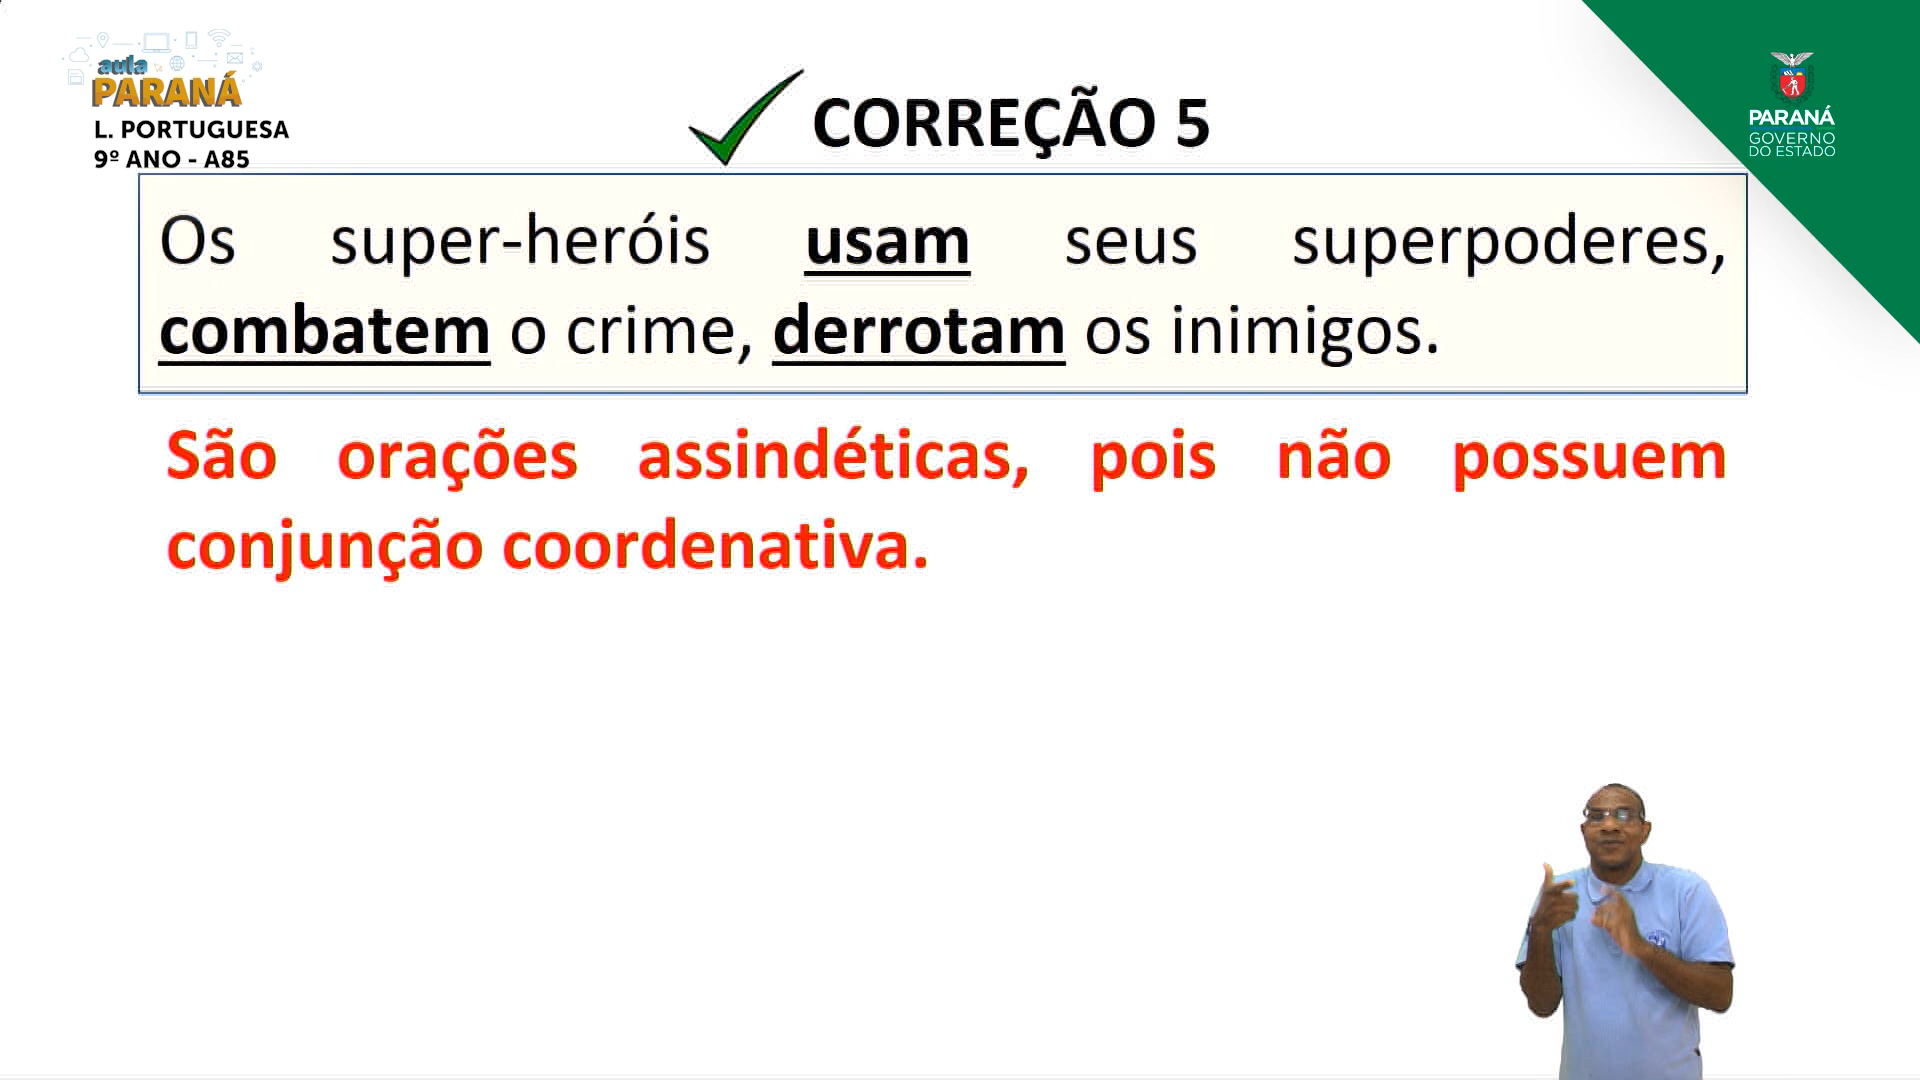 aula
PARANÁ
L. PORTUGUESA
9º ANO - A85
CORREÇÃO 5
PARANÁ
GOVERNO
DO ESTADO
Os super-heróis usam seus superpoderes,
combatem o crime, derrotam os inimigos.
São orações assindéticas, pois não possuem
conjunção coordenativa.